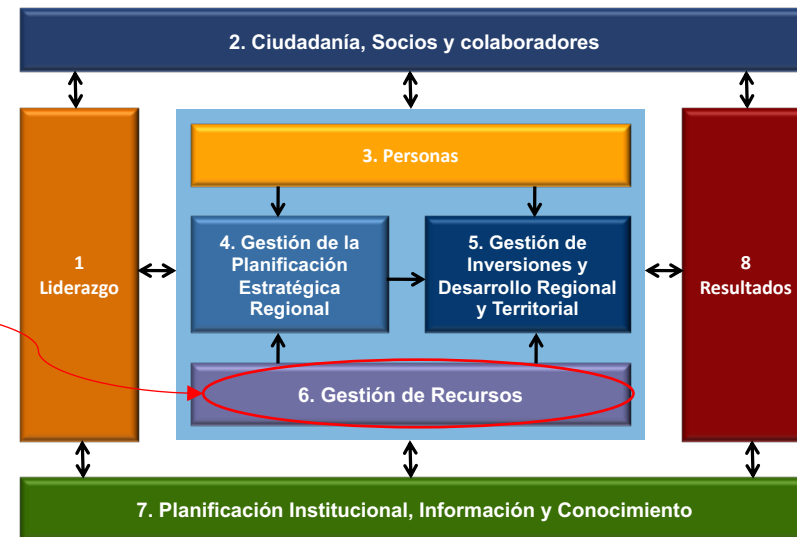 2. Ciudadanía, Socios y colaboradores
3. Personas
1
Liderazgo
4. Gestión de la
Planificación
Estratégica
Regional
5. Gestión de
Inversiones y
Desarrollo Regional
y Territorial
8
Resultados
6. Gestión de Recursos
7. Planificación Institucional, Información y Conocimiento